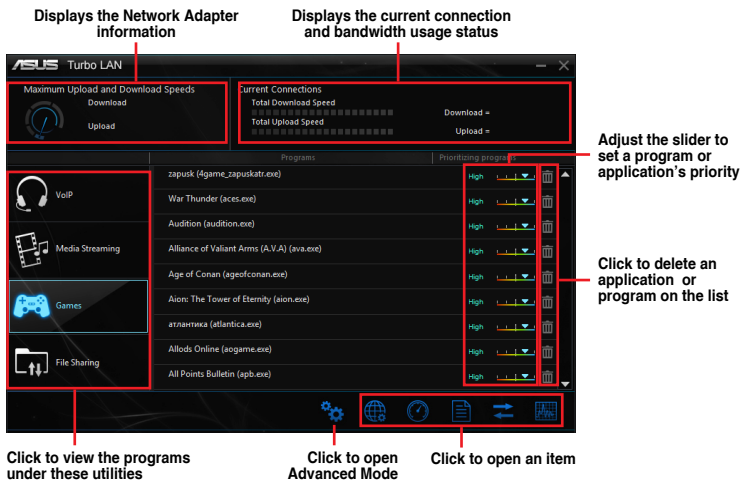 Displays the Network Adapter
information
Displays the current connection
and bandwidth usage status
ASUS Turbo LAN
Maximum Upload and Download Speeds
Download
Upload
Current Connections
Total Download Speed
Download =
Total Upload Speed
Upload =
Programs
Prioritizing programs
VoIP
Media Streaming
Games
File Sharing
zapusk (4game_zapuskatr.exe)
High
War Thunder (aces.exe)
High
Audition (audition.exe)
High
Alliance of Valiant Arms (A.V.A) (ava.exe)
High
Age of Conan (ageofconan.exe)
High
Aion: The Tower of Eternity (aion.exe)
High
атлантика (atlantica.exe)
High
Allods Online (aogame.exe)
High
All Points Bulletin (apb.exe)
High
Adjust the slider to
set a program or
application's priority
Click to delete an
application or
program on the list
Click to view the programs
under these utilities
Click to open
Advanced Mode
Click to open an item